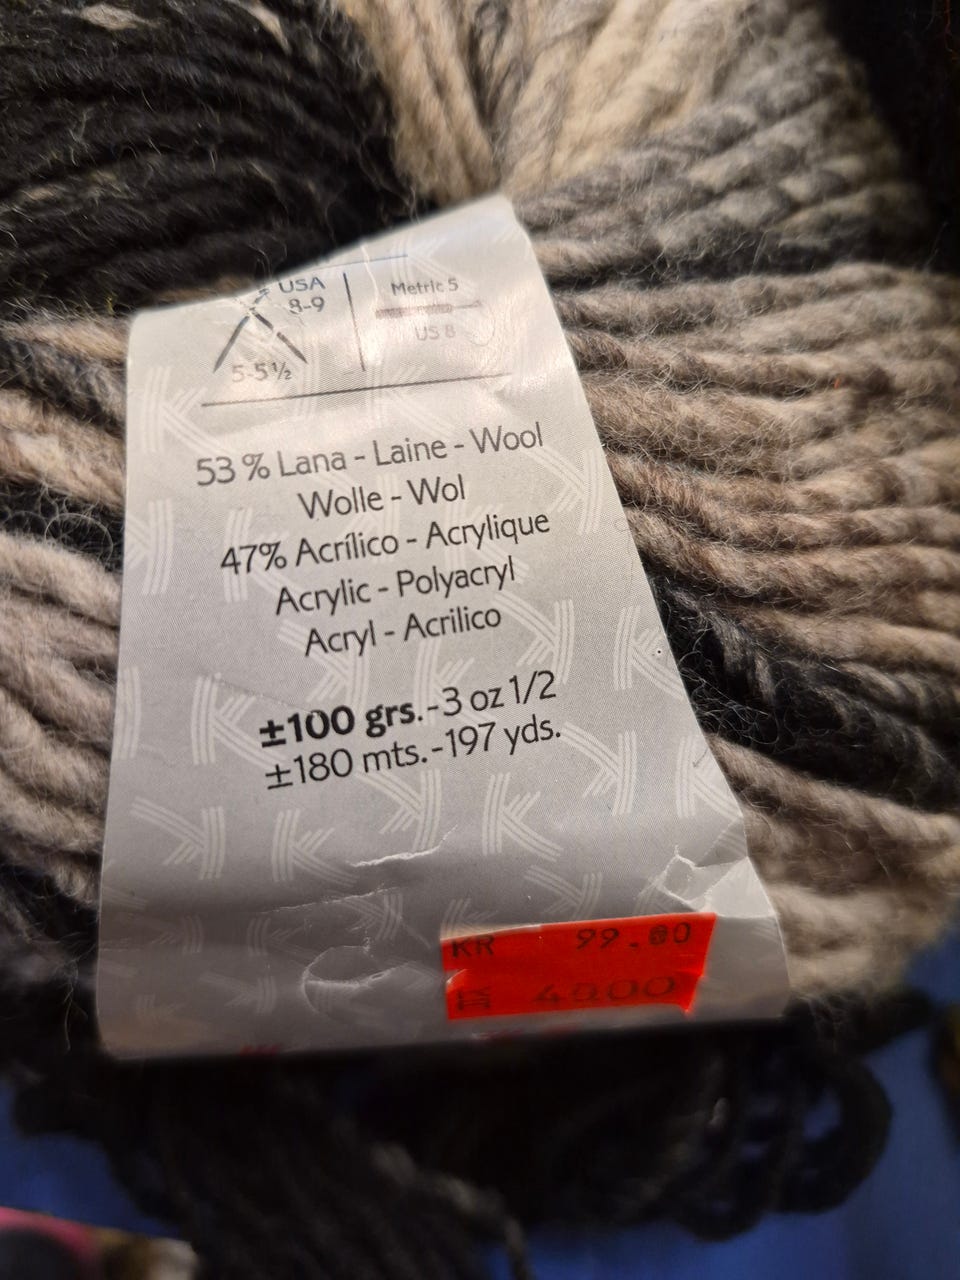 USA
8-9
5-5½
Metric 5
US 8
53 % Lana - Laine - Wool
Wolle - Wol
47% Acrílico - Acrylique
Acrylic - Polyacryl
Acryl - Acrilico
±100 grs.-3 oz 1/2
±180 mts.-197 yds.
KR 99.